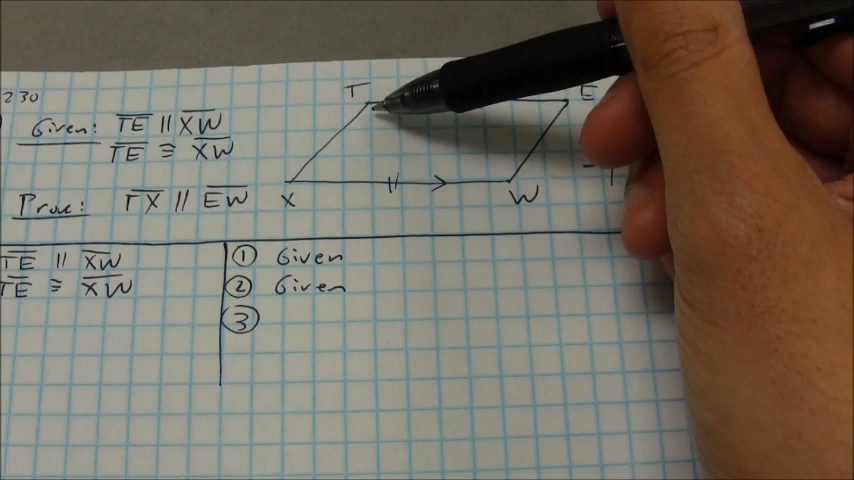 230
Given: TE || XW
TE ≅ XW
Prove: TX || EW
T
E
X
W
TE || XW
① Given
TE ≅ XW
② Given
③